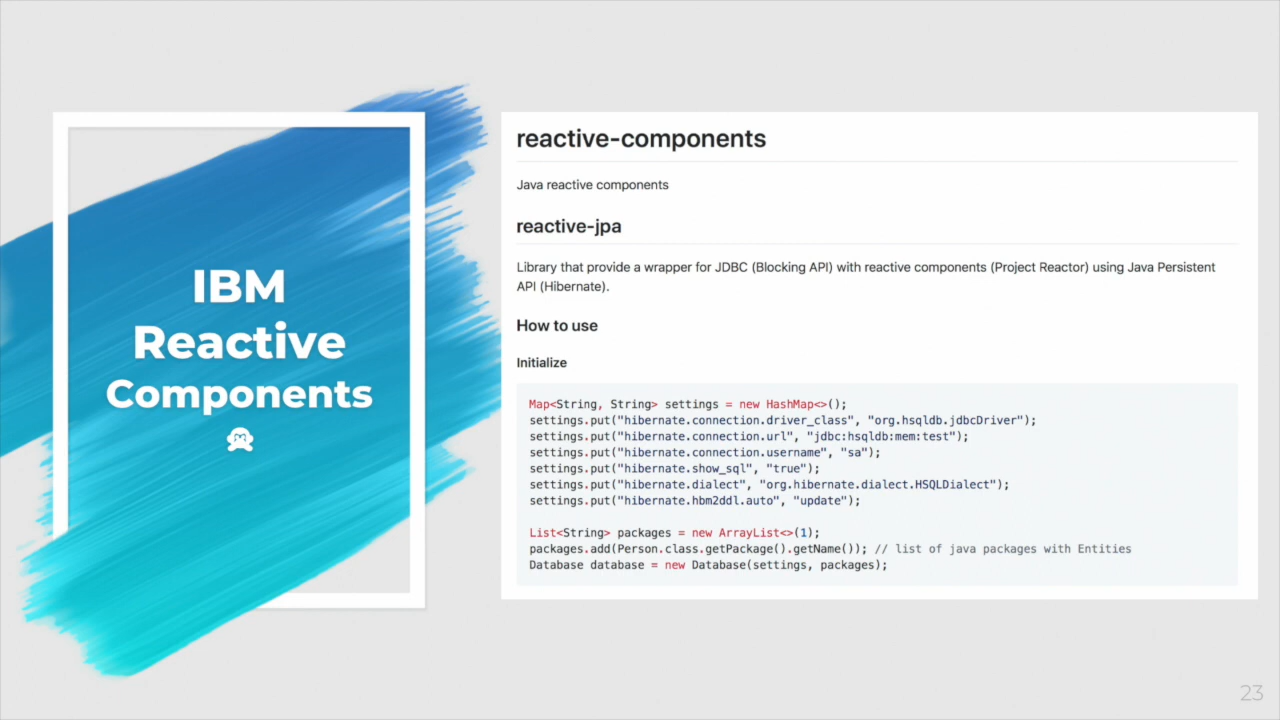 IBM
Reactive
Components
reactive-components
Java reactive components
reactive-jpa
Library that provide a wrapper for JDBC (Blocking API) with reactive components (Project Reactor) using Java Persistent
API (Hibernate).
How to use
Initialize
Map<String, String> settings = new HashMap<>();
settings.put("hibernate.connection.driver_class", "org.hsqldb.jdbcDriver");
settings.put("hibernate.connection.url", "jdbc:hsqldb:mem:test");
settings.put("hibernate.connection.username", "sa");
settings.put("hibernate.show_sql", "true");
settings.put("hibernate.dialect", "org.hibernate.dialect.HSQLDialect");
settings.put("hibernate.hbm2ddl.auto", "update");
List<String> packages = new ArrayList<>(1);
packages.add(Person.class.getPackage().getName()); // list of java packages with Entities
Database database = new Database(settings, packages);
23